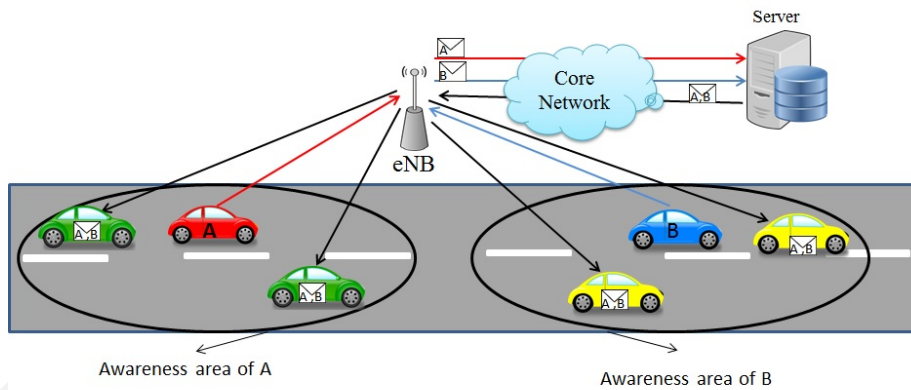 Server
A
B
Core
Network
A,B
eNB
A,B
A
A,B
B
A,B
A,B
Awareness area of A
Awareness area of B